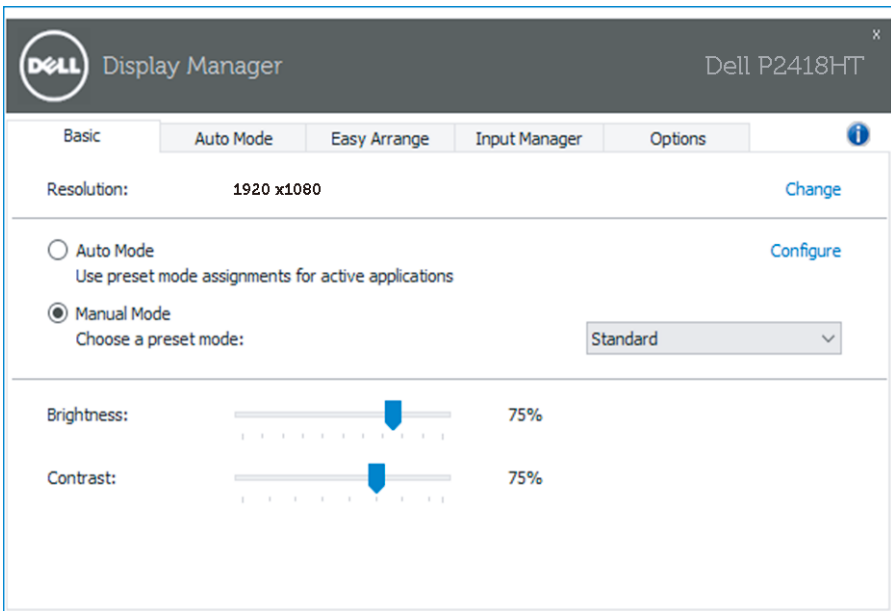 DELL Display Manager Dell P2418HT x
Basic Auto Mode Easy Arrange Input Manager Options i
Resolution: 1920 x1080 Change
Auto Mode Configure
Use preset mode assignments for active applications
Manual Mode
Choose a preset mode: Standard
Brightness: 75%
Contrast: 75%